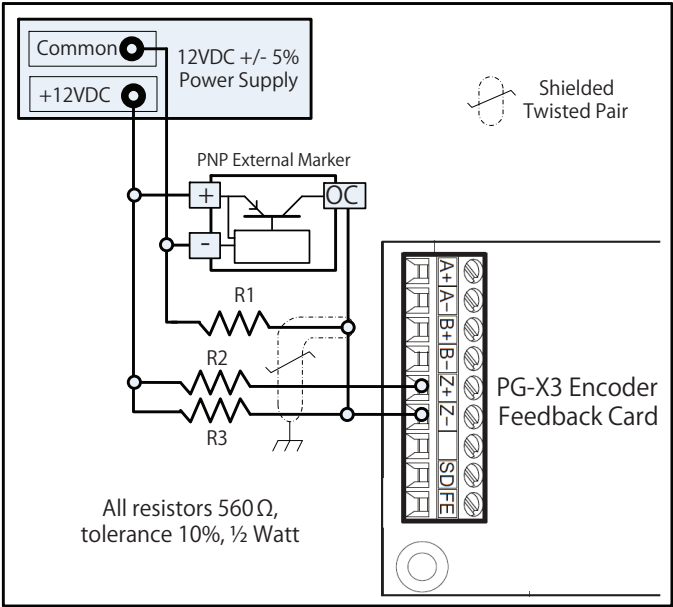 Common
+12VDC
12VDC +/- 5%
Power Supply
Shielded
Twisted Pair
PNP External Marker
+
OC
-
R1
R2
R3
A+
A-
B+
B-
Z+
Z-
SD
FE
PG-X3 Encoder
Feedback Card
All resistors 560Ω,
tolerance 10%, ½ Watt